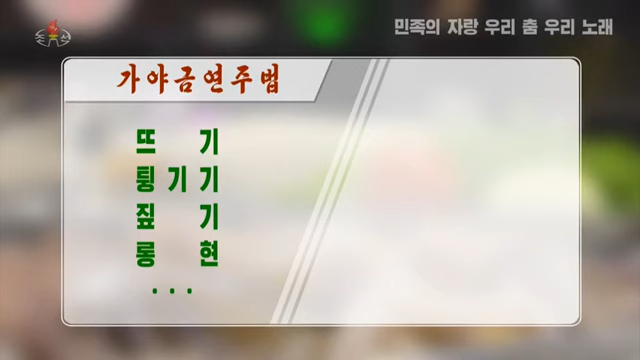 민족의 자랑 우리 춤 우리 노래
가야금연주법
뜨 기
튕 기 기
짚 기
롱 현
...